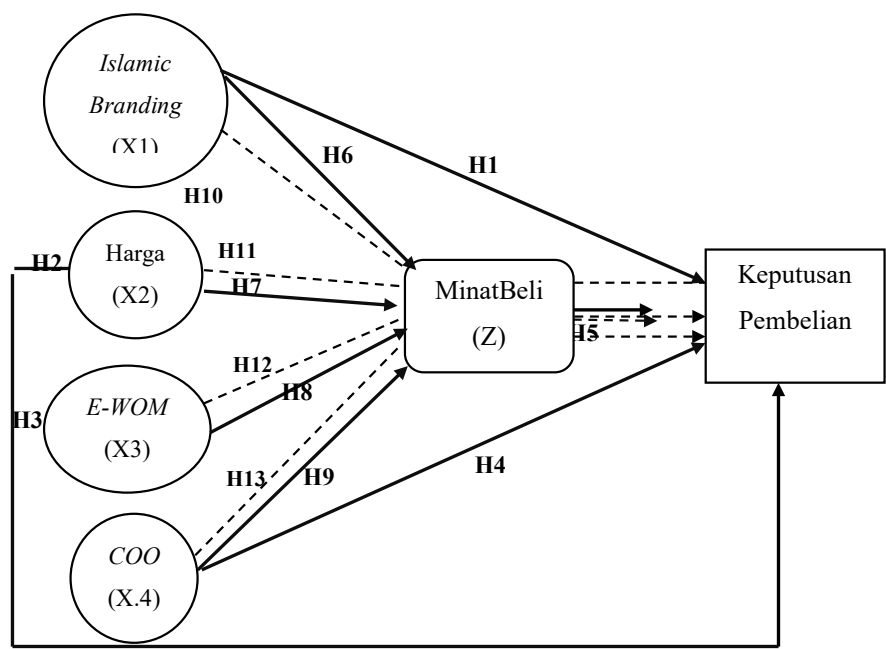 Islamic
Branding
(X1)
H6
H1
H10
Harga
(X2)
H2
H11
H7
MinatBeli
(Z)
Keputusan
Pembelian
H5
H12
H8
E-WOM
(X3)
H3
H13
H9
H4
COO
(X.4)